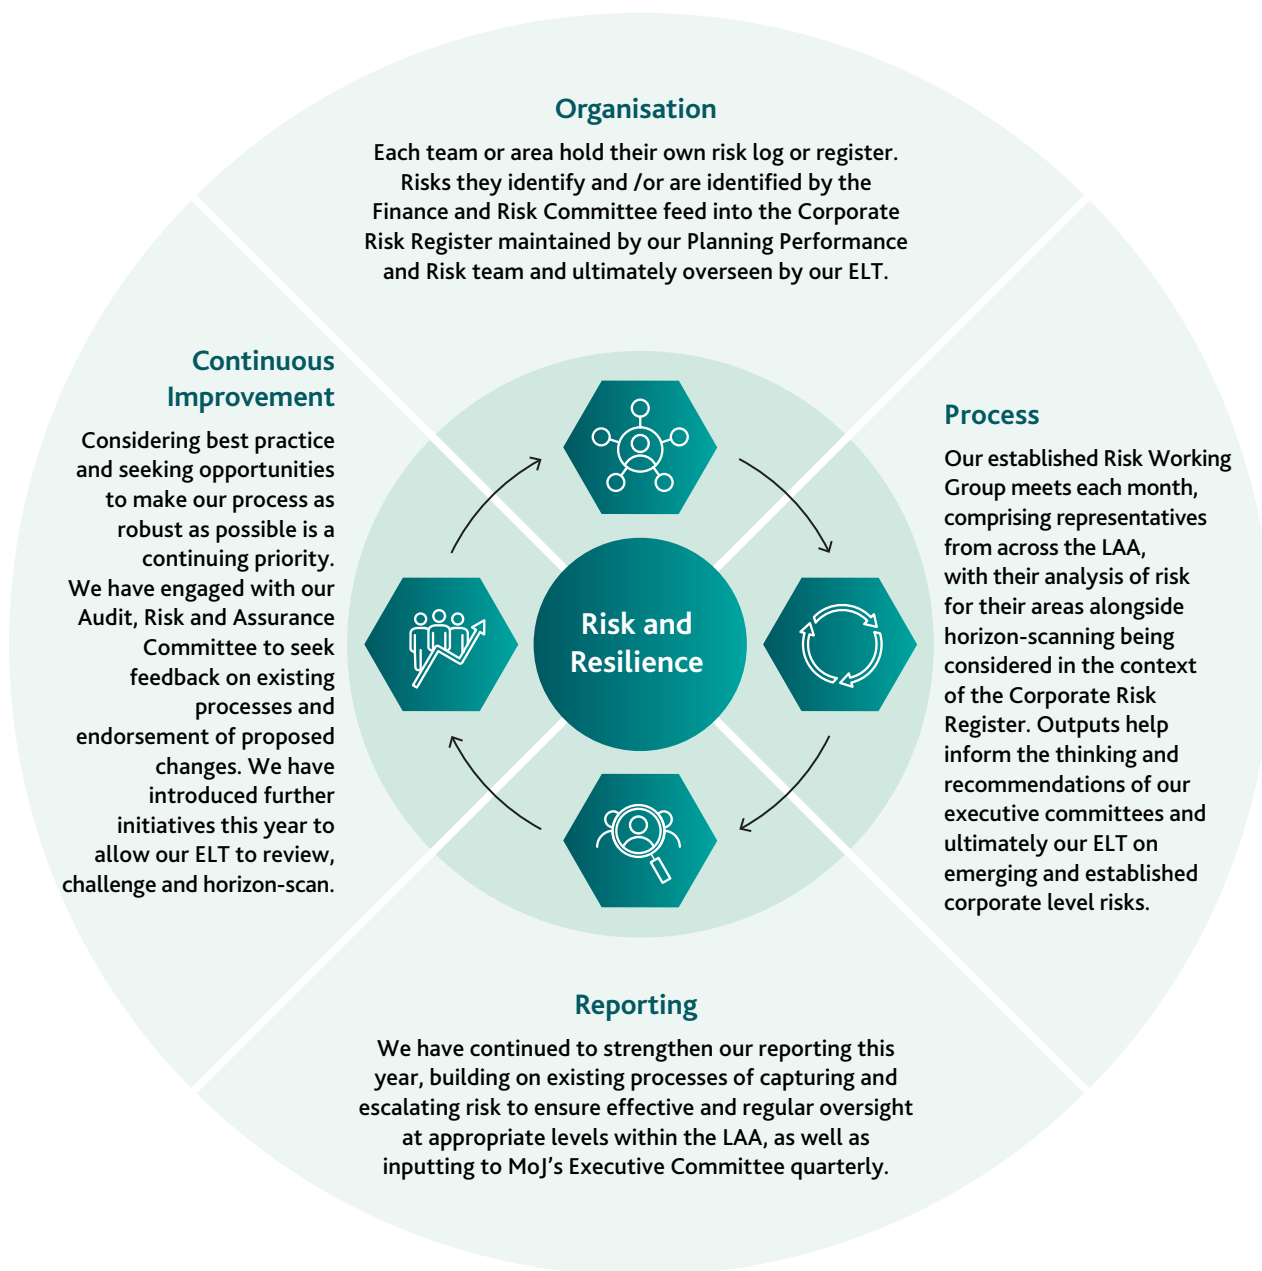 Organisation
Each team or area hold their own risk log or register.
Risks they identify and /or are identified by the
Finance and Risk Committee feed into the Corporate
Risk Register maintained by our Planning Performance
and Risk team and ultimately overseen by our ELT.
Continuous
Improvement
Considering best practice
and seeking opportunities
to make our process as
robust as possible is a
continuing priority.
We have engaged with our
Audit, Risk and Assurance
Committee to seek
feedback on existing
processes and
endorsement of proposed
changes. We have
introduced further
initiatives this year to
allow our ELT to review,
challenge and horizon-scan.
Risk and
Resilience
Process
Our established Risk Working
Group meets each month,
comprising representatives
from across the LAA,
with their analysis of risk
for their areas alongside
horizon-scanning being
considered in the context
of the Corporate Risk
Register. Outputs help
inform the thinking and
recommendations of our
executive committees and
ultimately our ELT on
emerging and established
corporate level risks.
Reporting
We have continued to strengthen our reporting this
year, building on existing processes of capturing and
escalating risk to ensure effective and regular oversight
at appropriate levels within the LAA, as well as
inputting to MoJ’s Executive Committee quarterly.